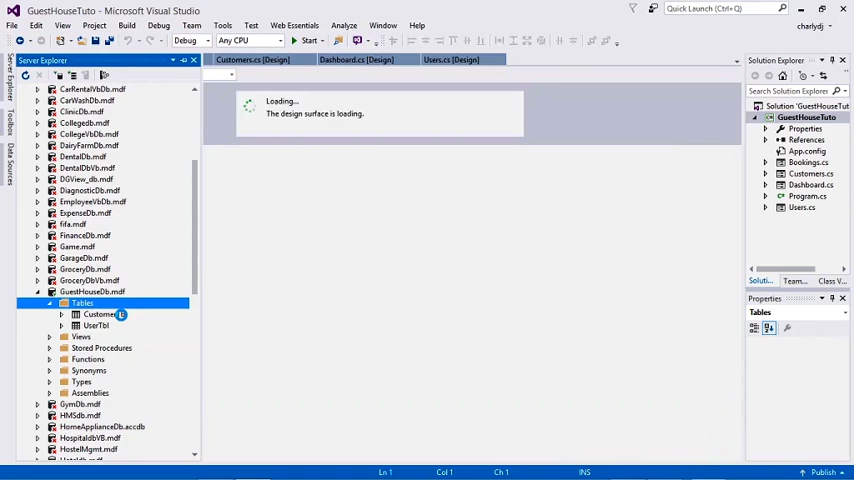 GuestHouseTuto - Microsoft Visual Studio
Quick Launch (Ctrl+Q)
File Edit View Project Build Debug Team Tools Test Web Essentials Analyze Window Help
charlydj
Debug Any CPU Start
Server Explorer
Customers.cs [Design] Dashboard.cs [Design] Users.cs [Design]
Solution Explorer
Server Explorer
Toolbox
Data Sources
CarRentalVbDb.mdf
CarWashDb.mdf
ClinicDb.mdf
Collegedb.mdf
CollegeVbDb.mdf
DairyFarmDb.mdf
DentalDb.mdf
DentalDbVb.mdf
DGView_db.mdf
DiagnosticDb.mdf
EmployeeVbDb.mdf
ExpenseDb.mdf
fifa.mdf
FinanceDb.mdf
Game.mdf
GarageDb.mdf
GroceryDb.mdf
GroceryDbVb.mdf
GuestHouseDb.mdf
Tables
UserTbl
Views
Stored Procedures
Functions
Synonyms
Types
Assemblies
GymDb.mdf
HMSdb.mdf
HomeApplianceDb.accdb
HospitaldbVB.mdf
HostelMgmt.mdf
Loading...
The design surface is loading.
Search Solution Explorer
Solution 'GuestHouseTut
GuestHouseTuto
Properties
References
App.config
Bookings.cs
Customers.cs
Dashboard.cs
Program.cs
Users.cs
Soluti... Team... Class V...
Properties
Tables
Ln 1 Col 1 Ch 1 INS Publish